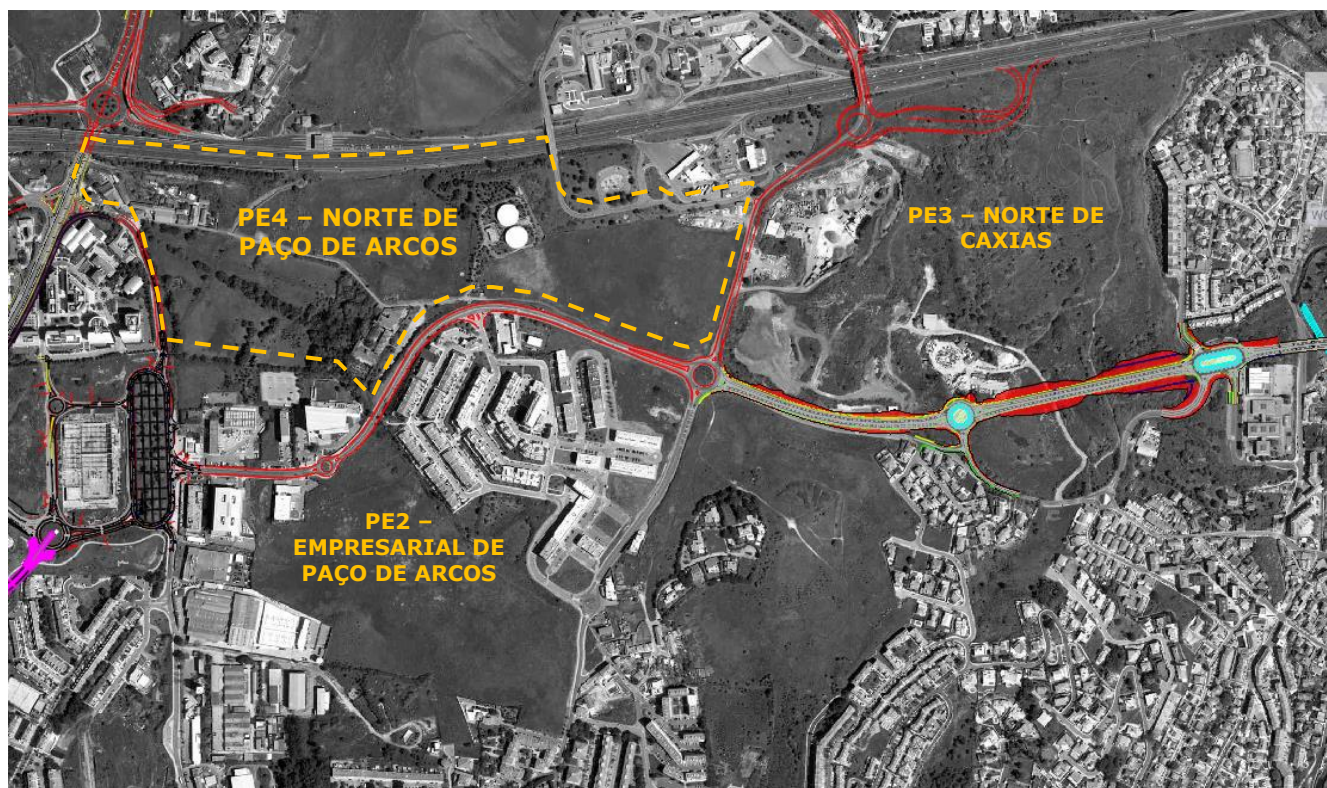 PE4 – NORTE DE
PAÇO DE ARCOS
PE3 – NORTE DE
CAXIAS
PE2 –
EMPRESARIAL DE
PAÇO DE ARCOS